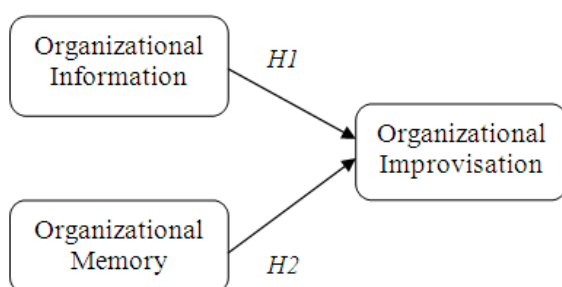 Organizational
Information
H1
Organizational
Improvisation
Organizational
Memory
H2